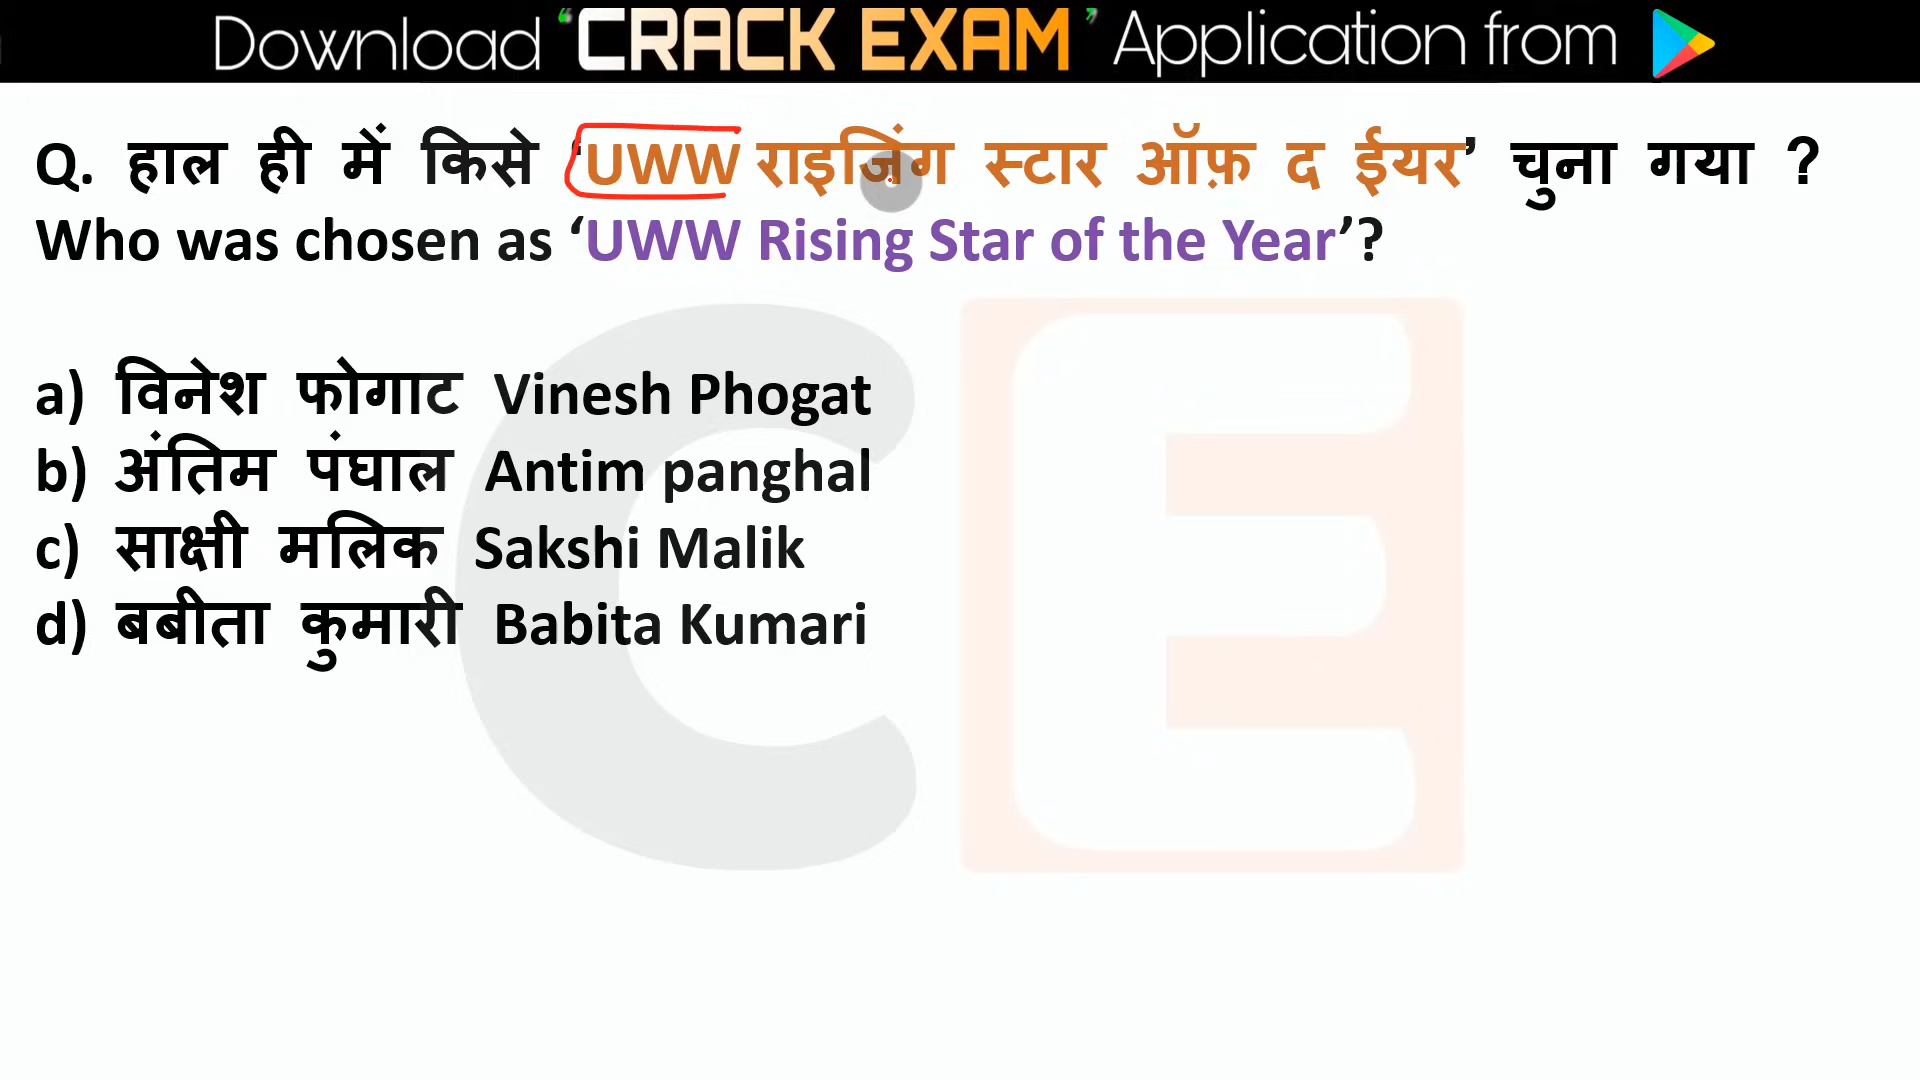 Download ‘CRACK EXAM’ Application from
Q. हाल ही में किसे ‘UWW राइजिंग स्टार ऑफ़ द ईयर’ चुना गया ?
Who was chosen as ‘UWW Rising Star of the Year’?
a) विनेश फोगाट Vinesh Phogat
b) अंतिम पंघाल Antim panghal
c) साक्षी मलिक Sakshi Malik
d) बबीता कुमारी Babita Kumari
CE